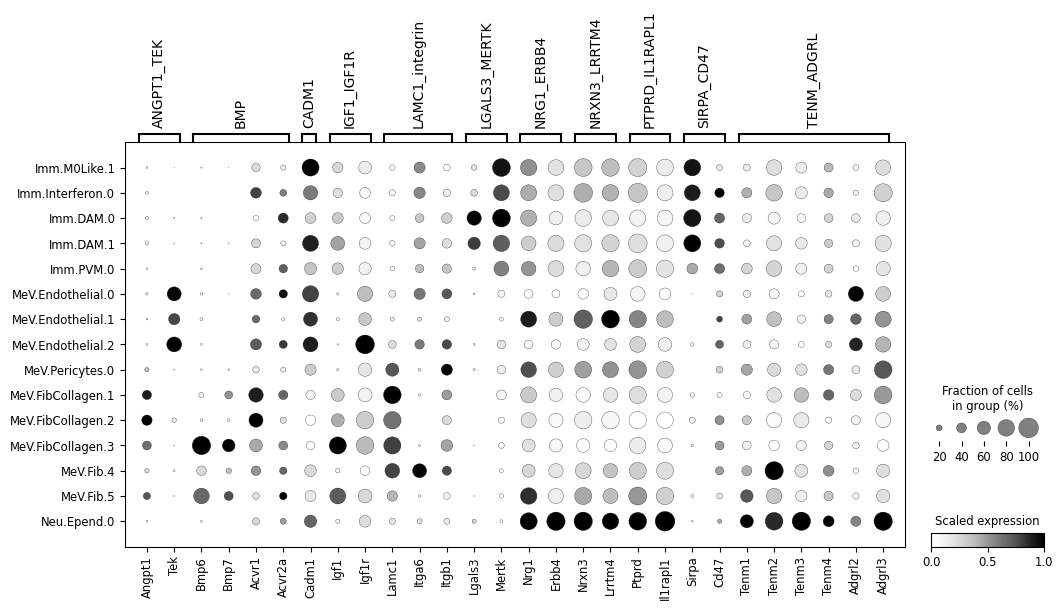 ANGPT1_TEK
BMP
CADM1
IGF1_IGF1R
LAMC1_integrin
LGALS3_MERTK
NRG1_ERBB4
NRXN3_LRRTM4
PTPRD_IL1RAPL1
SIRPA_CD47
TENM_ADGRL
Imm.M0Like.1
Imm.Interferon.0
Imm.DAM.0
Imm.DAM.1
Imm.PVM.0
MeV.Endothelial.0
MeV.Endothelial.1
MeV.Endothelial.2
MeV.Pericytes.0
MeV.FibCollagen.1
MeV.FibCollagen.2
MeV.FibCollagen.3
MeV.Fib.4
MeV.Fib.5
Neu.Epend.0
Angpt1
Tek
Bmp6
Bmp7
Acvr1
Acvr2a
Cadm1
Igf1
Igf1r
Lamc1
Itga6
Itgb1
Lgals3
Mertk
Nrg1
Erbb4
Nrxn3
Lrrtm4
Ptprd
Il1rapl1
Sirpa
Cd47
Tenm1
Tenm2
Tenm3
Tenm4
Adgrl2
Adgrl3
Fraction of cells
in group (%)
20 40 60 80 100
Scaled expression
0.0 0.5 1.0